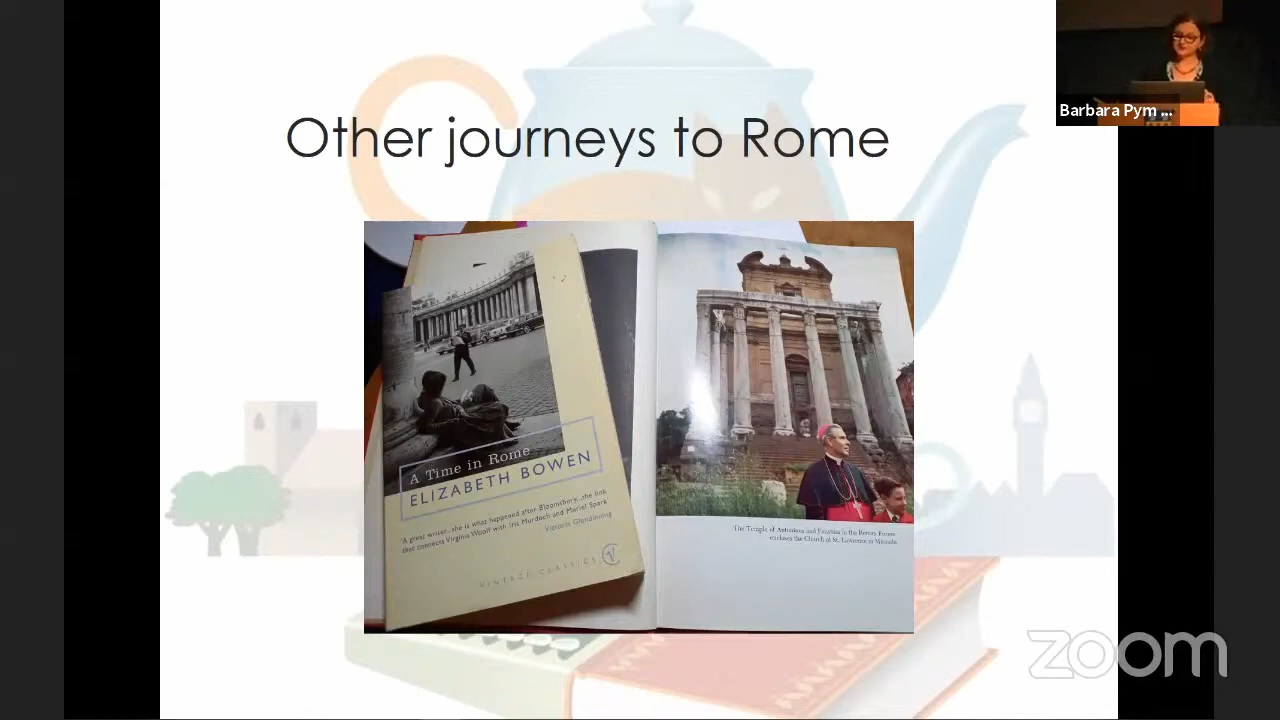 Barbara Pym ...
Other journeys to Rome
A Time in Rome
ELIZABETH BOWEN
'A great writer...she is what happened after Bloomsbury...the link
that connects Virginia Woolf with Iris Murdoch and Muriel Spark'
Victoria Glendinning
VINTAGE CLASSICS
The Temple of Antoninus and Faustina in the Roman Forum
encloses the Church of St. Lawrence in Miranda
zoom